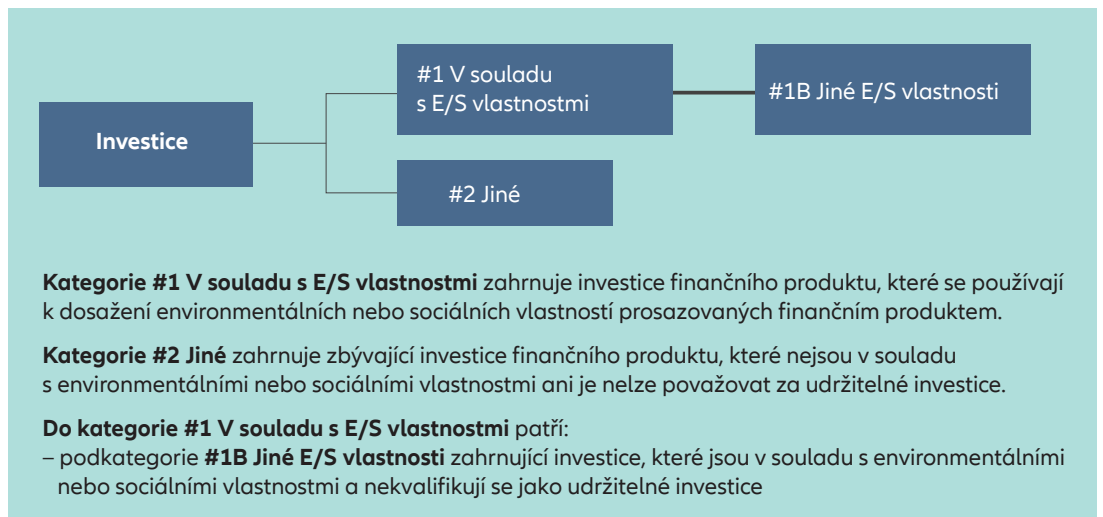 #1 V souladu
s E/S vlastnostmi
#1B Jiné E/S vlastnosti
Investice
#2 Jiné
Kategorie #1 V souladu s E/S vlastnostmi zahrnuje investice finančního produktu, které se používají
k dosažení environmentálních nebo sociálních vlastností prosazovaných finančním produktem.
Kategorie #2 Jiné zahrnuje zbývající investice finančního produktu, které nejsou v souladu
s environmentálními nebo sociálními vlastnostmi ani je nelze považovat za udržitelné investice.
Do kategorie #1 V souladu s E/S vlastnostmi patří:
– podkategorie #1B Jiné E/S vlastnosti zahrnující investice, které jsou v souladu s environmentálními
nebo sociálními vlastnostmi a nekvalifikují se jako udržitelné investice